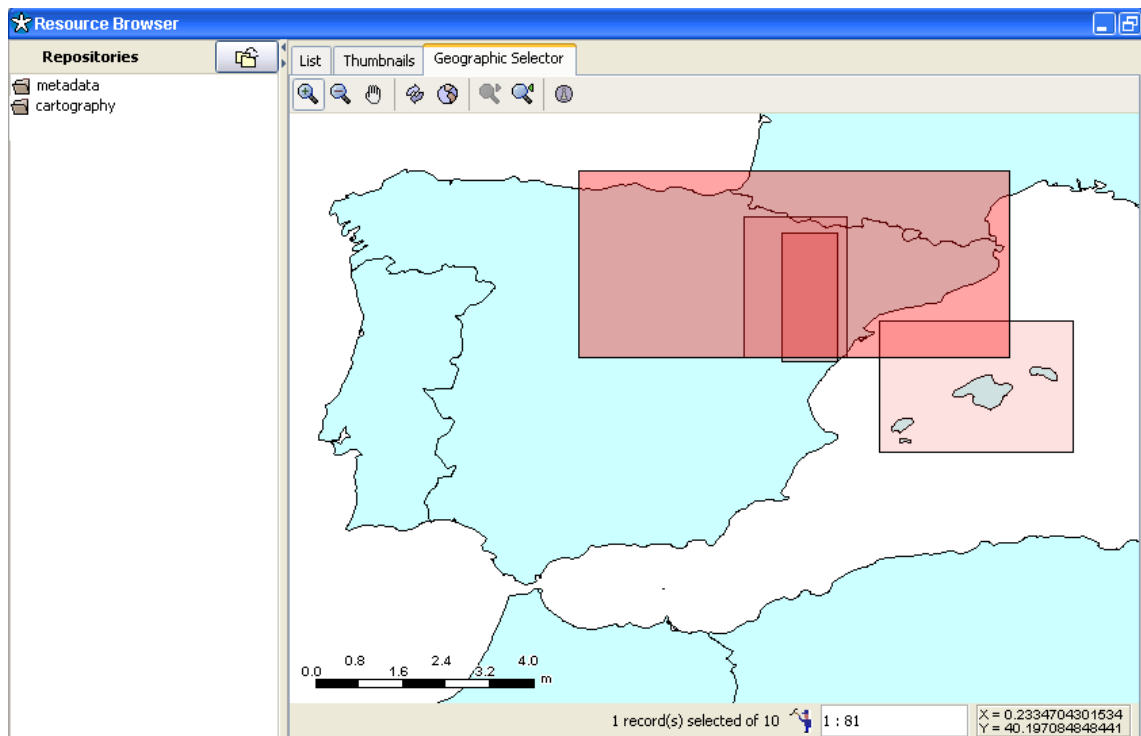 Resource Browser
Repositories
metadata
cartography
List Thumbnails Geographic Selector
0.0 0.8 1.6 2.4 3.2 4.0 m
1 record(s) selected of 10 1 : 81
X = 0.2334704301534
Y = 40.197084848441